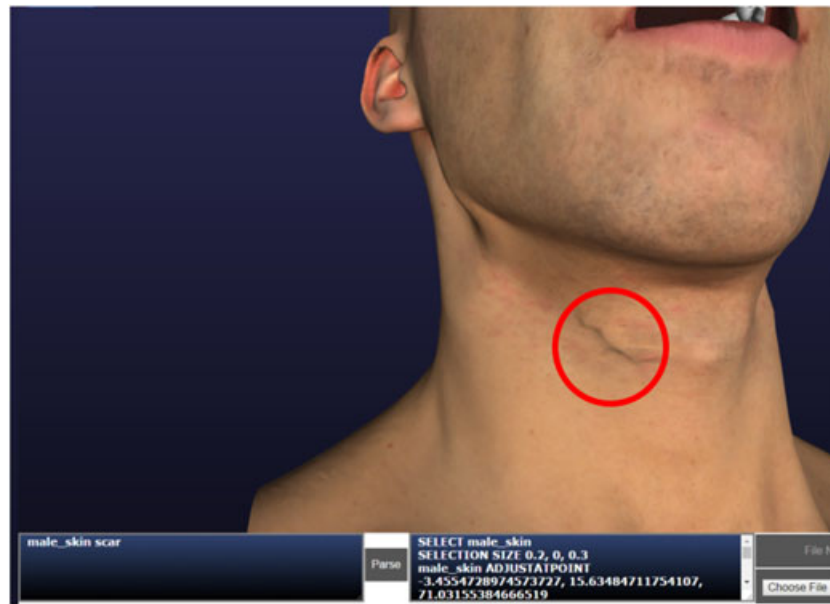 male_skin scar
Parse
SELECT male_skin
SELECTION SIZE 0.2, 0, 0.3
male_skin ADJUSTATPOINT
-3.4554728974573727, 15.63484711754107,
71.03155384666519
File N
Choose File